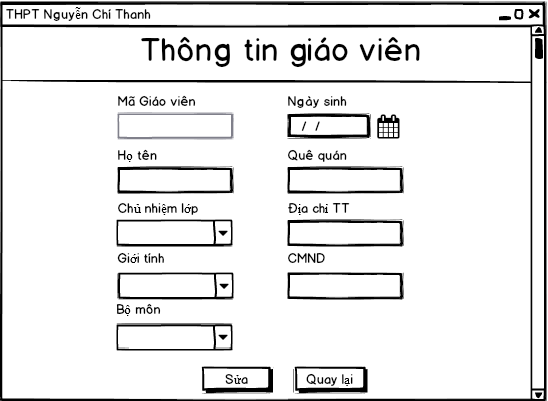 THPT Nguyễn Chí Thanh
Thông tin giáo viên
Mã Giáo viên
Ngày sinh
/ /
Họ tên
Quê quán
Chủ nhiệm lớp
Địa chỉ TT
Giới tính
CMND
Bộ môn
Sửa
Quay lại